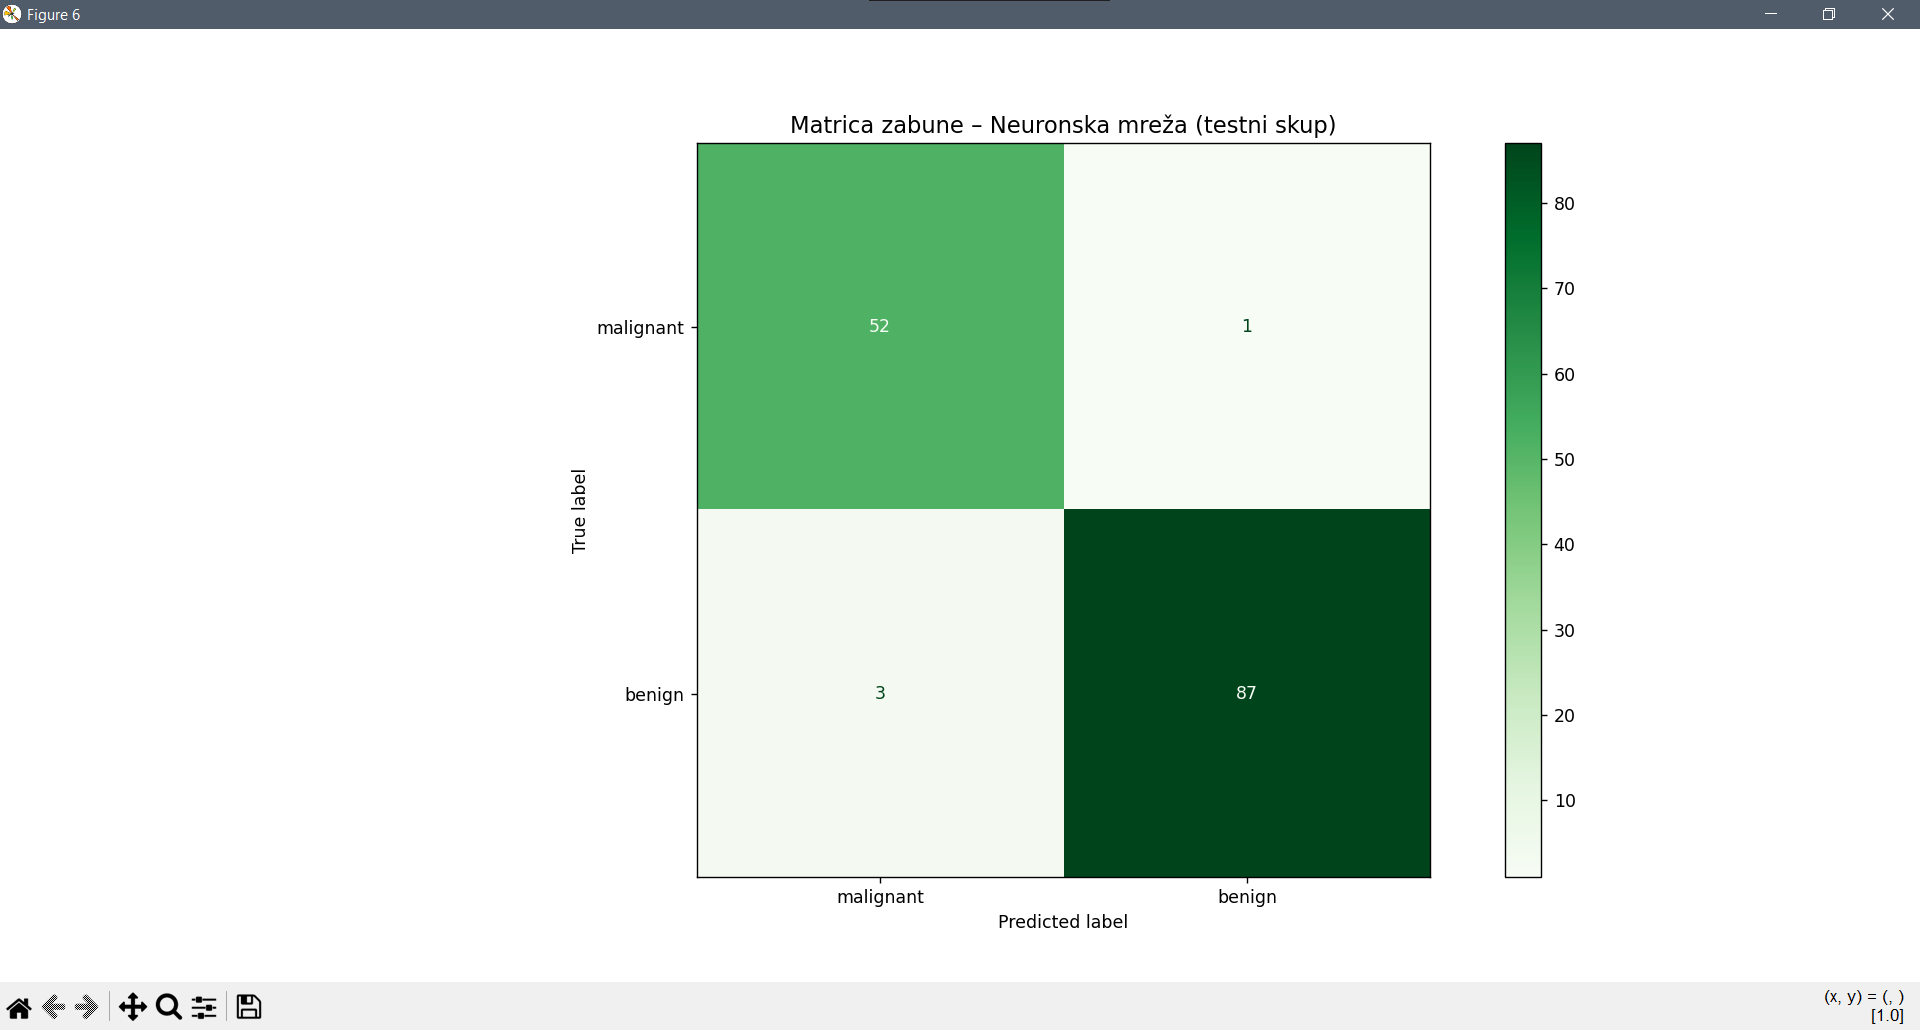 Figure 6
Matrica zabune – Neuronska mreža (testni skup)
malignant
52
1
benign
3
87
malignant
benign
True label
Predicted label
80
70
60
50
40
30
20
10
(x, y) = (, )
[1.0]